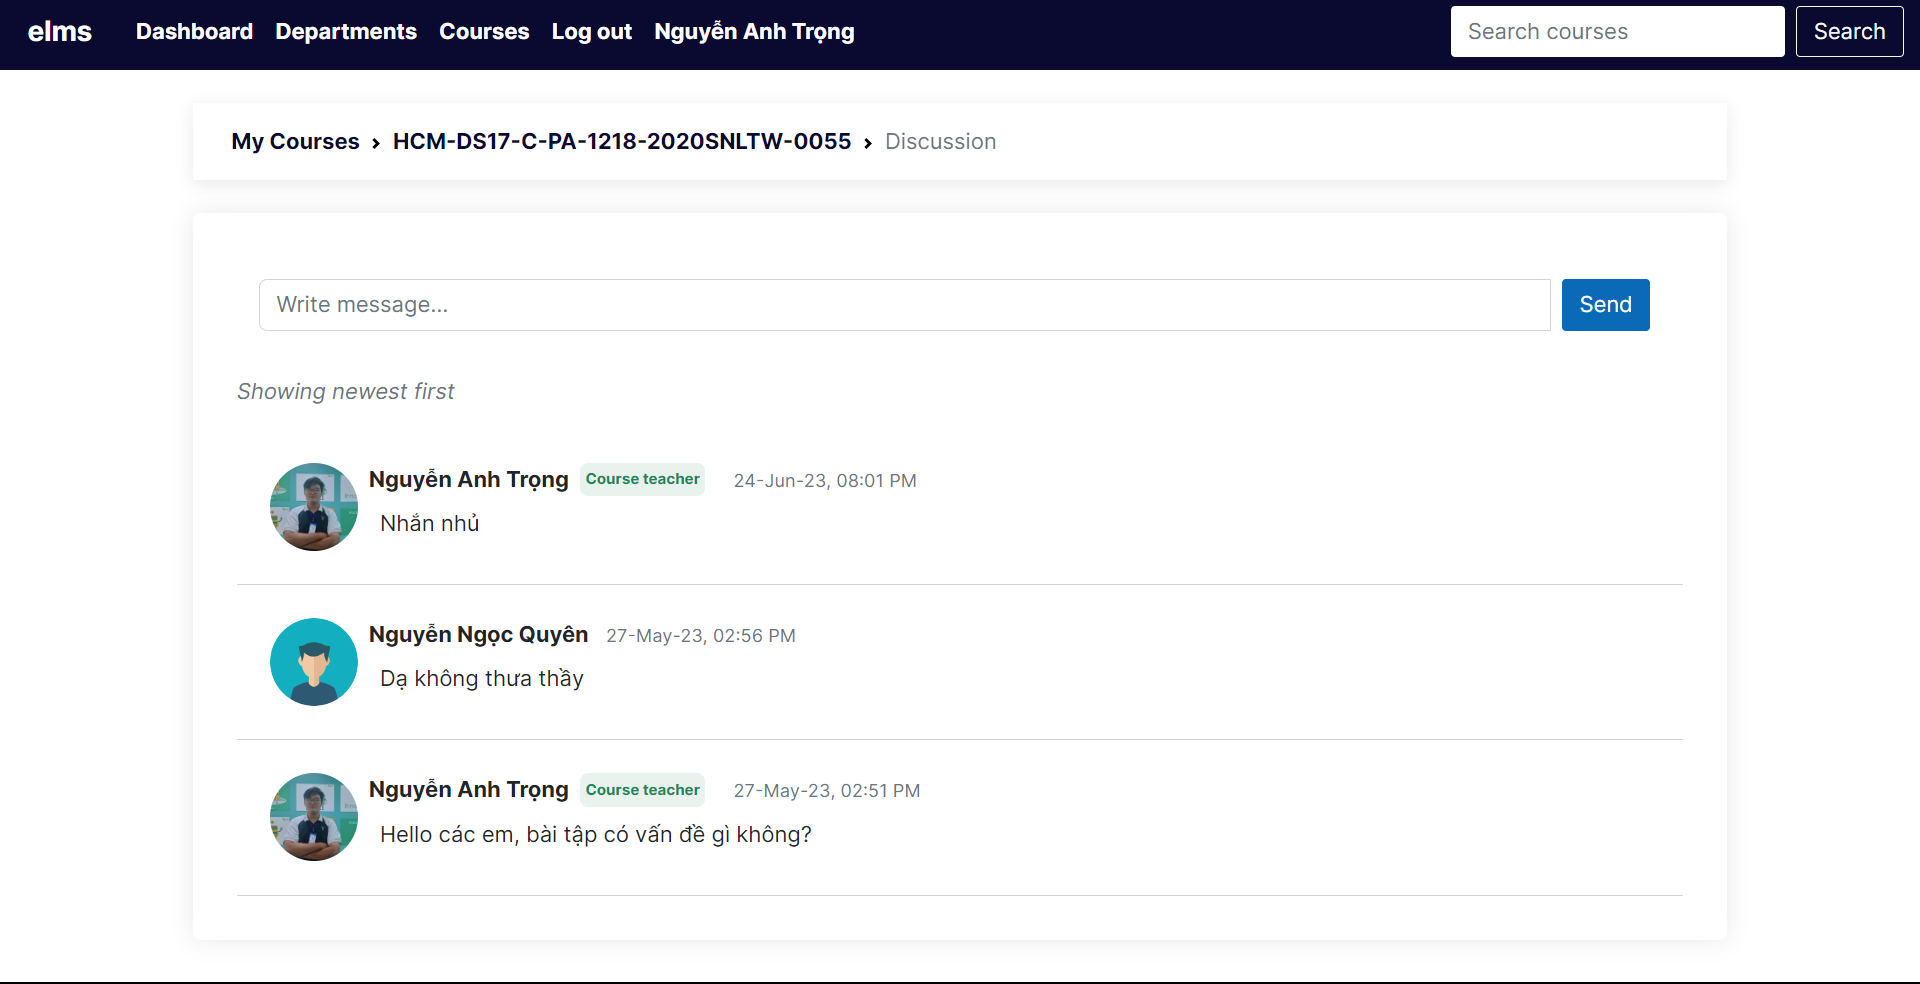 elms Dashboard Departments Courses Log out Nguyễn Anh Trọng Search courses Search
My Courses › HCM-DS17-C-PA-1218-2020SNLTW-0055 › Discussion
Write message... Send
Showing newest first
Nguyễn Anh Trọng Course teacher 24-Jun-23, 08:01 PM
Nhắn nhủ
Nguyễn Ngọc Quyên 27-May-23, 02:56 PM
Dạ không thưa thầy
Nguyễn Anh Trọng Course teacher 27-May-23, 02:51 PM
Hello các em, bài tập có vấn đề gì không?